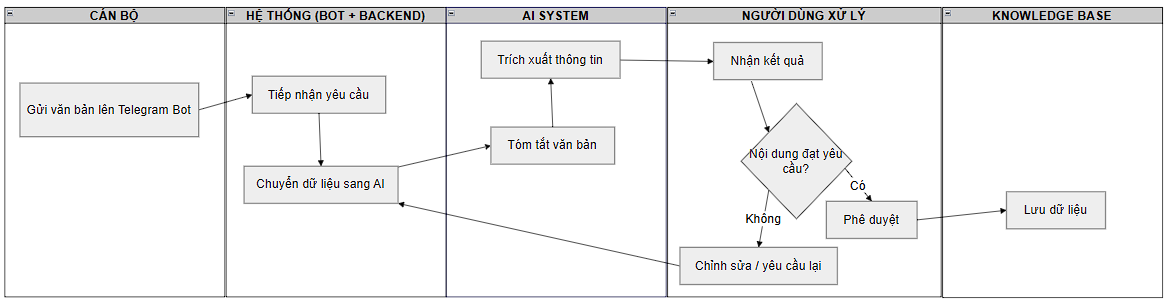 CÁN BỘ
HỆ THỐNG (BOT + BACKEND)
AI SYSTEM
NGƯỜI DÙNG XỬ LÝ
KNOWLEDGE BASE
Gửi văn bản lên Telegram Bot
Tiếp nhận yêu cầu
Chuyển dữ liệu sang AI
Trích xuất thông tin
Tóm tắt văn bản
Nhận kết quả
Nội dung đạt yêu
cầu?
Có
Không
Phê duyệt
Chỉnh sửa / yêu cầu lại
Lưu dữ liệu